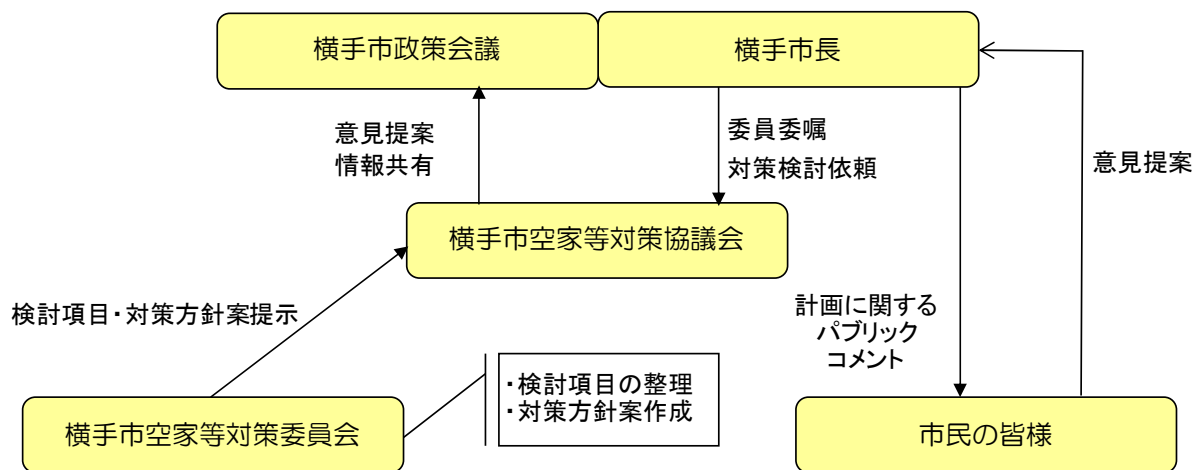 横手市政策会議
横手市長
意見提案
情報共有
委員委嘱
対策検討依頼
意見提案
横手市空家等対策協議会
検討項目・対策方針案提示
計画に関する
パブリック
コメント
・検討項目の整理
・対策方針案作成
横手市空家等対策委員会
市民の皆様